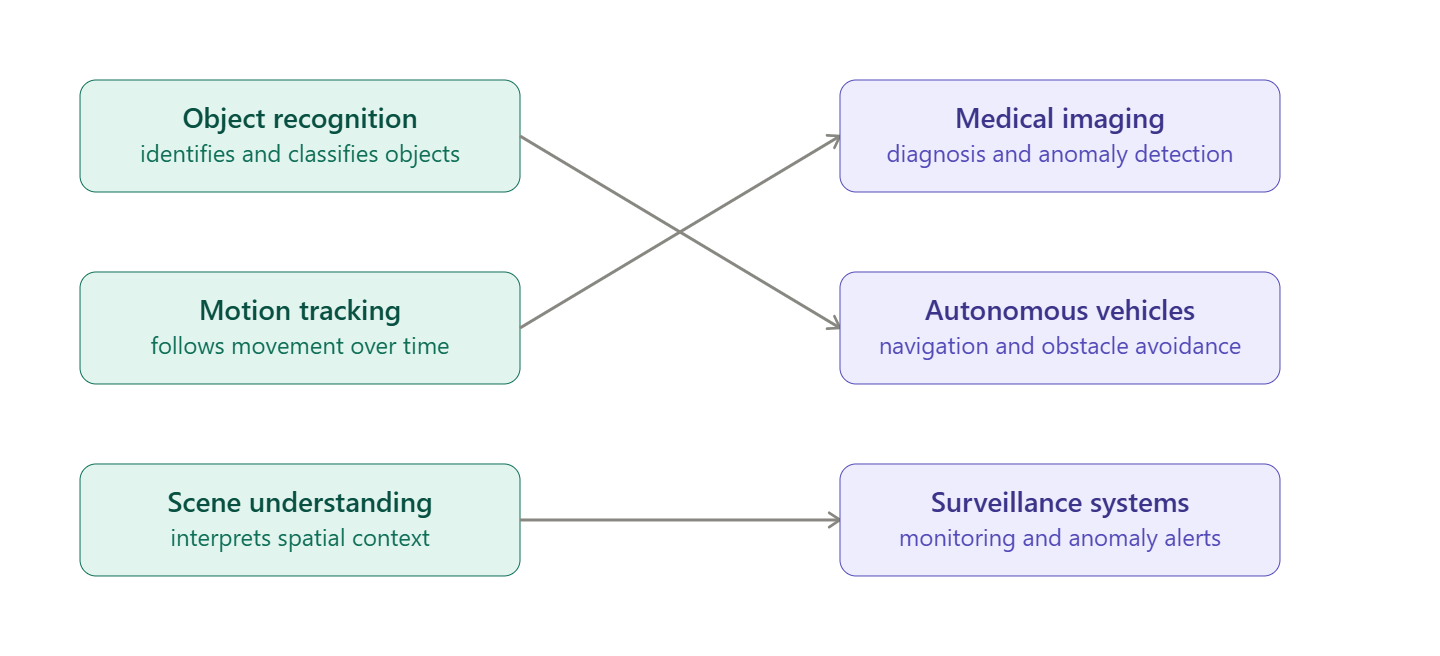 Object recognition
identifies and classifies objects
Medical imaging
diagnosis and anomaly detection
Motion tracking
follows movement over time
Autonomous vehicles
navigation and obstacle avoidance
Scene understanding
interprets spatial context
Surveillance systems
monitoring and anomaly alerts